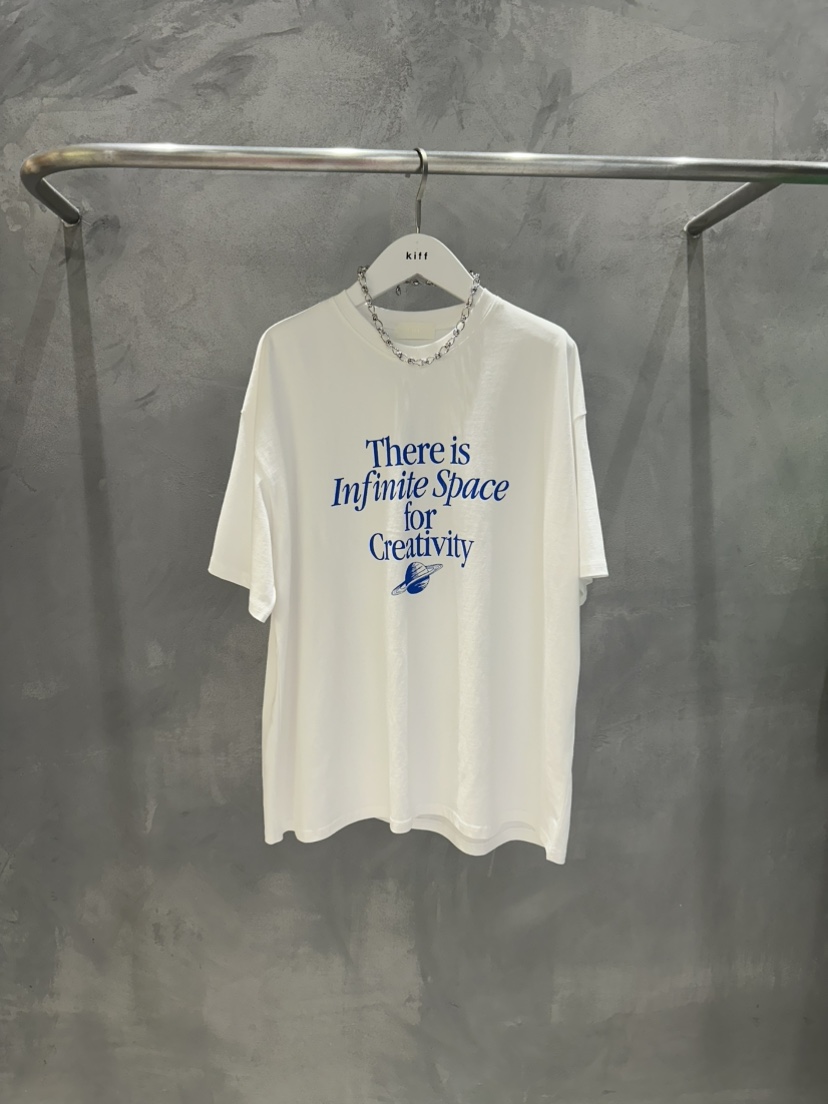 kiff
There is
Infinite Space
for
Creativity